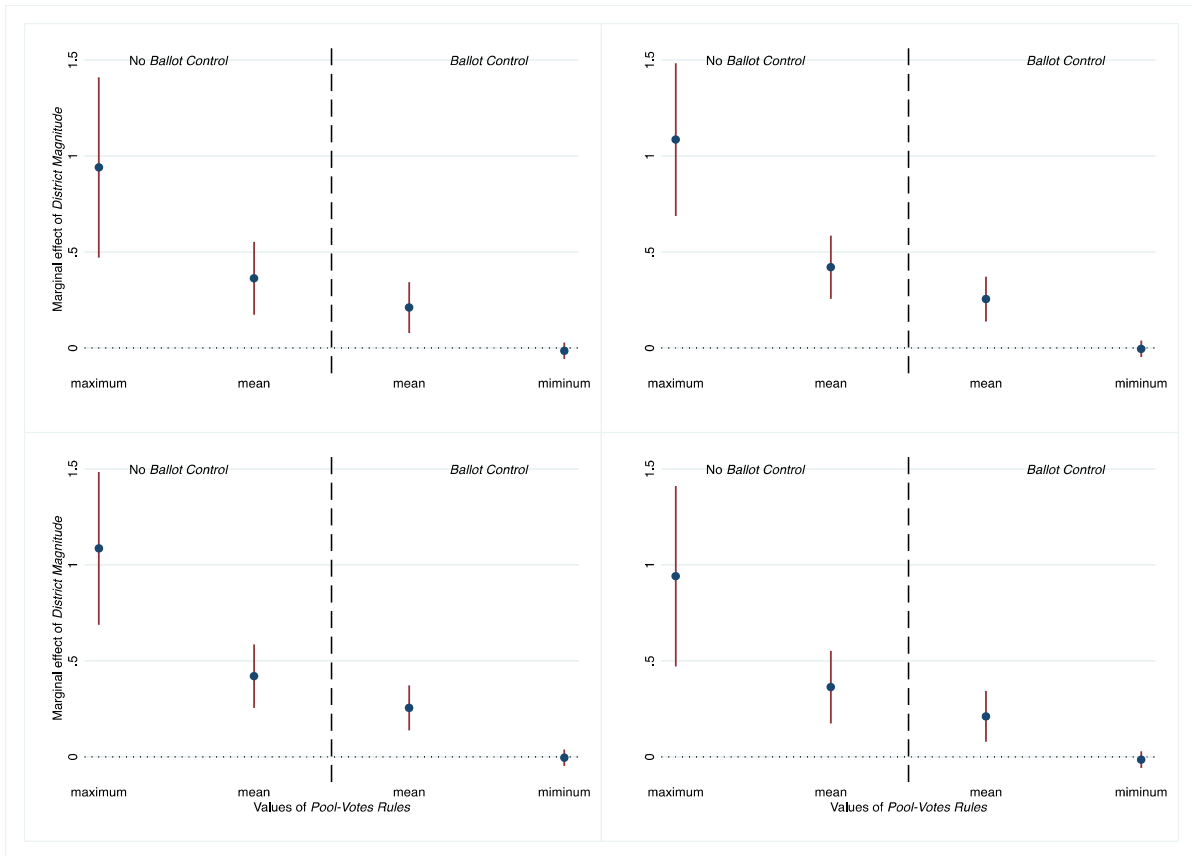 No Ballot Control
Ballot Control
1.5
1
.5
0
Marginal effect of District Magnitude
maximum
mean
mean
miminum
No Ballot Control
Ballot Control
1.5
1
.5
0
maximum
mean
mean
miminum
No Ballot Control
Ballot Control
1.5
1
.5
0
Marginal effect of District Magnitude
maximum
mean
mean
miminum
Values of Pool-Votes Rules
No Ballot Control
Ballot Control
1.5
1
.5
0
maximum
mean
mean
miminum
Values of Pool-Votes Rules